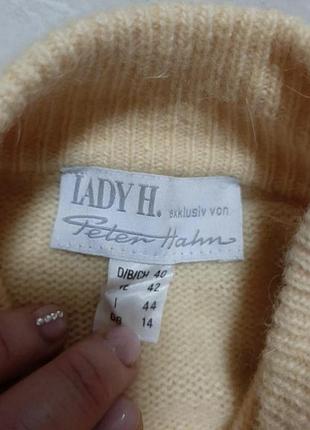 LADY H. exklusiv von
Peter Hahn
D/B/CH 40
42
I 44
GB 14